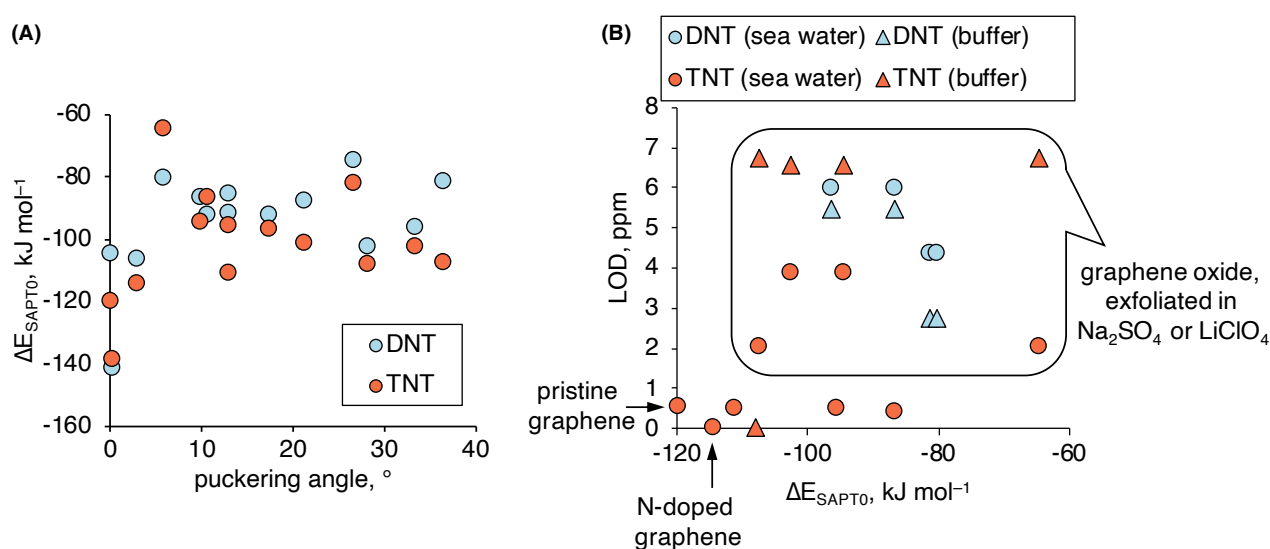 (A)
-60
-80
-100
-120
-140
-160
ΔE_SAPT0, kJ mol⁻¹
0
10
20
30
40
puckering angle, °
DNT
TNT
(B)
DNT (sea water) DNT (buffer)
TNT (sea water) TNT (buffer)
8
7
6
5
4
3
2
1
0
LOD, ppm
-120
-100
-80
-60
ΔE_SAPT0, kJ mol⁻¹
graphene oxide,
exfoliated in
Na₂SO₄ or LiClO₄
pristine
graphene
N-doped
graphene